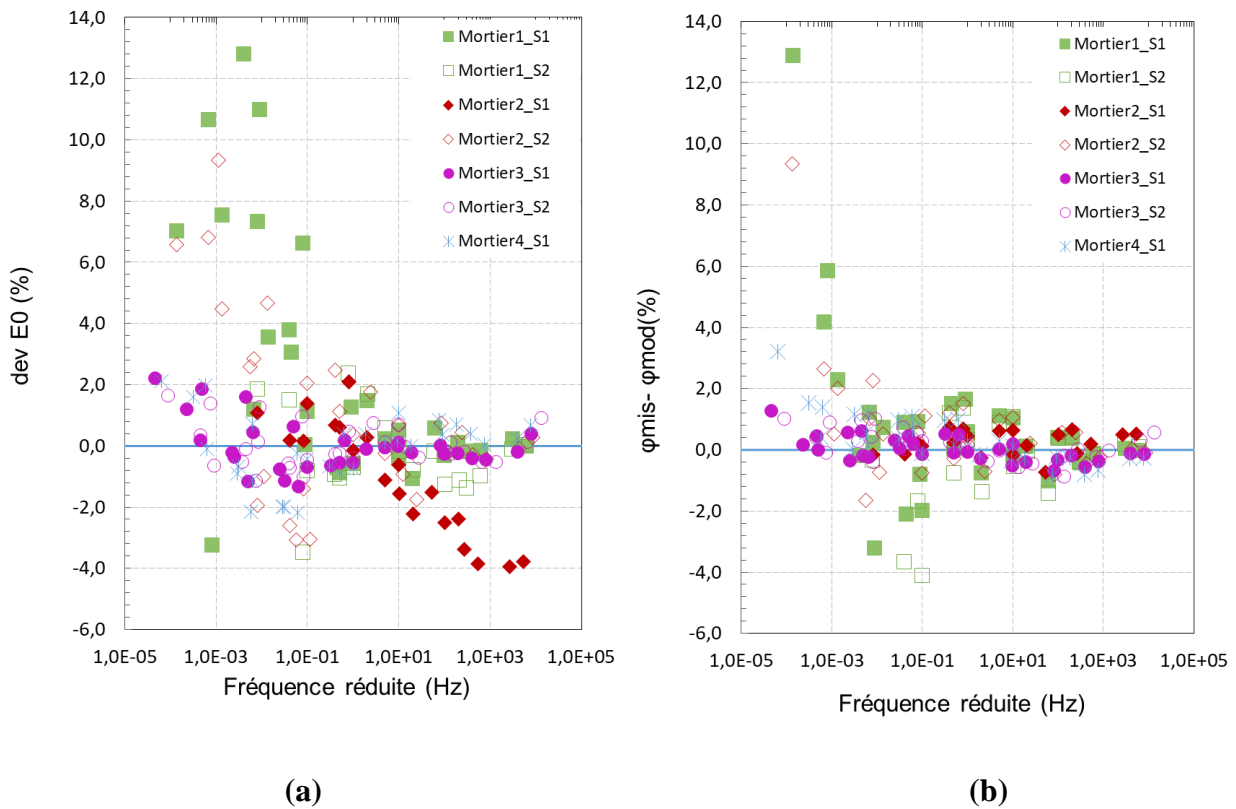 14,0
12,0
10,0
8,0
6,0
4,0
2,0
0,0
-2,0
-4,0
-6,0
dev E0 (%)
1,0E-05 1,0E-03 1,0E-01 1,0E+01 1,0E+03 1,0E+05
Fréquence réduite (Hz)
Mortier1_S1
Mortier1_S2
Mortier2_S1
Mortier2_S2
Mortier3_S1
Mortier3_S2
Mortier4_S1
(a)
14,0
12,0
10,0
8,0
6,0
4,0
2,0
0,0
-2,0
-4,0
-6,0
φmis- φmod(%)
1,0E-05 1,0E-03 1,0E-01 1,0E+01 1,0E+03 1,0E+05
Fréquence réduite (Hz)
Mortier1_S1
Mortier1_S2
Mortier2_S1
Mortier2_S2
Mortier3_S1
Mortier3_S2
Mortier4_S1
(b)